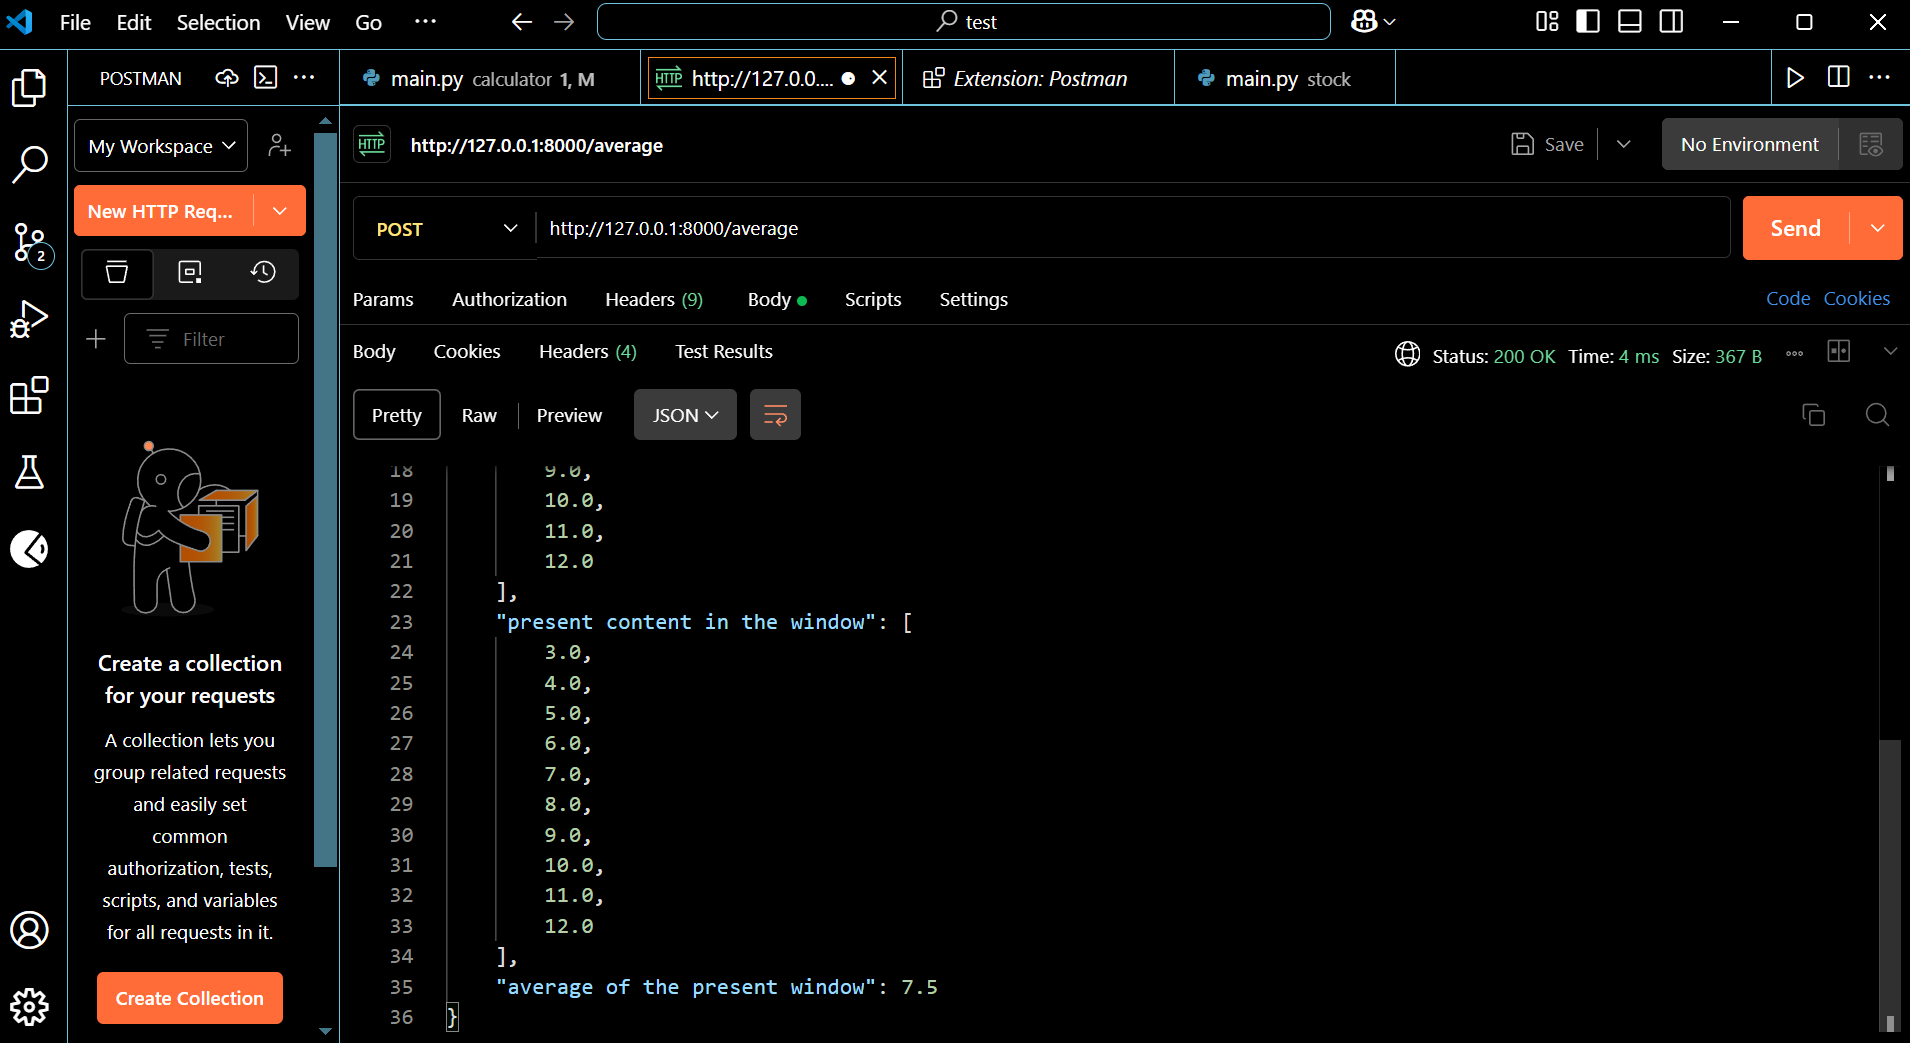 File Edit Selection View Go ··· test
POSTMAN ···
main.py calculator 1, M
HTTP http://127.0.0....
Extension: Postman
main.py stock
My Workspace
New HTTP Req...
2
Filter
Create a collection
for your requests
A collection lets you
group related requests
and easily set
common
authorization, tests,
scripts, and variables
for all requests in it.
Create Collection
HTTP http://127.0.0.1:8000/average
Save
No Environment
POST http://127.0.0.1:8000/average
Send
Params Authorization Headers (9) Body Scripts Settings
Code Cookies
Body Cookies Headers (4) Test Results
Status: 200 OK Time: 4 ms Size: 367 B
Pretty Raw Preview JSON
18 9.0,
19 10.0,
20 11.0,
21 12.0
22 ],
23 "present content in the window": [
24 3.0,
25 4.0,
26 5.0,
27 6.0,
28 7.0,
29 8.0,
30 9.0,
31 10.0,
32 11.0,
33 12.0
34 ],
35 "average of the present window": 7.5
36 }